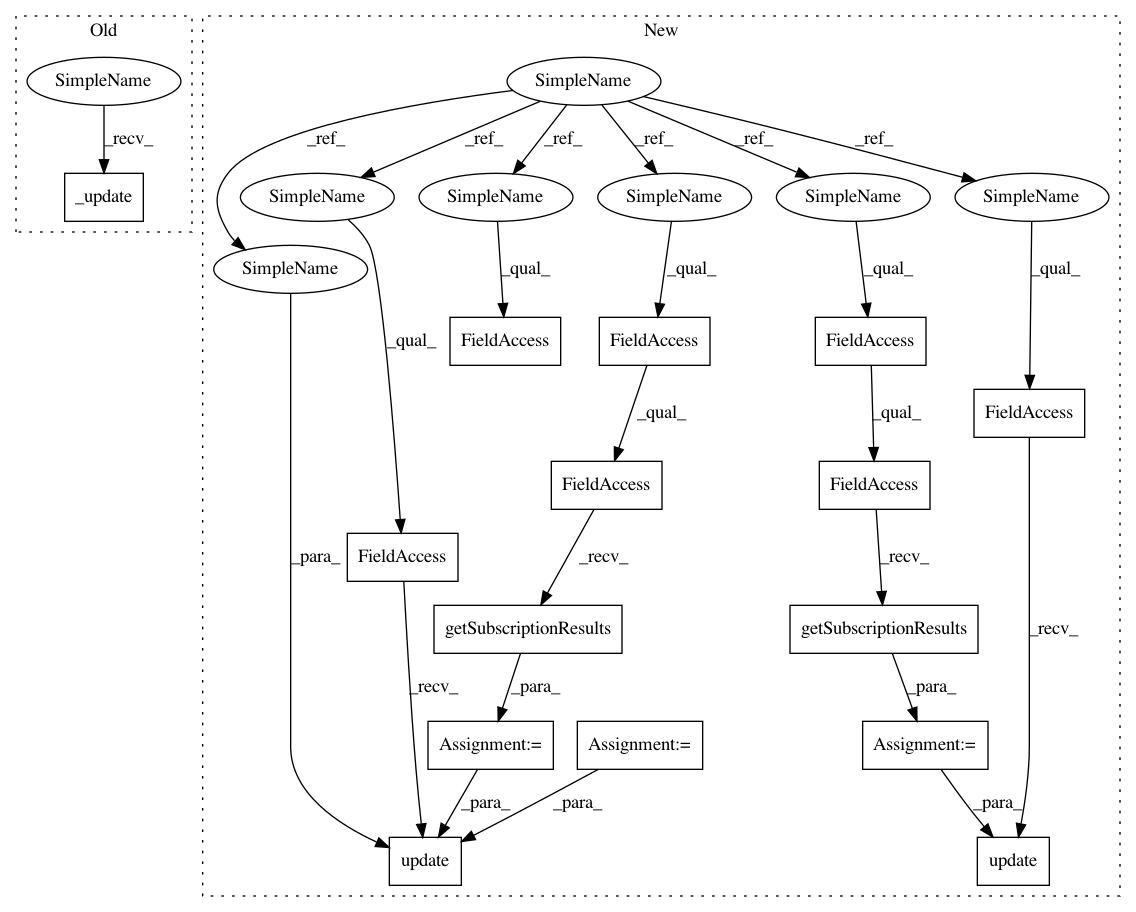 Old
New
SimpleName
SimpleName
_recv_
_ref_
_ref_
_ref_
_ref_
_ref_
_ref_
_update
SimpleName
SimpleName
SimpleName
SimpleName
SimpleName
SimpleName
_qual_
_qual_
_qual_
_qual_
_qual_
FieldAccess
FieldAccess
FieldAccess
FieldAccess
_qual_
_qual_
FieldAccess
FieldAccess
FieldAccess
_para_
_recv_
_recv_
getSubscriptionResults
getSubscriptionResults
_recv_
_recv_
_para_
_para_
Assignment:=
Assignment:=
Assignment:=
_para_
_para_
_para_
update
update